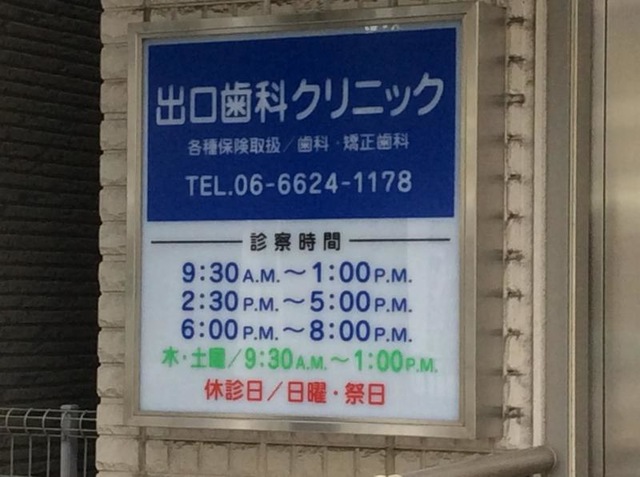 出口歯科クリニック
各種保険取扱／歯科・矯正歯科
TEL.06-6624-1178
診察時間
9:30A.M.～1:00P.M.
2:30P.M.～5:00P.M.
6:00P.M.～8:00P.M.
木・土曜／9:30A.M.～1:00P.M.
休診日／日曜・祭日